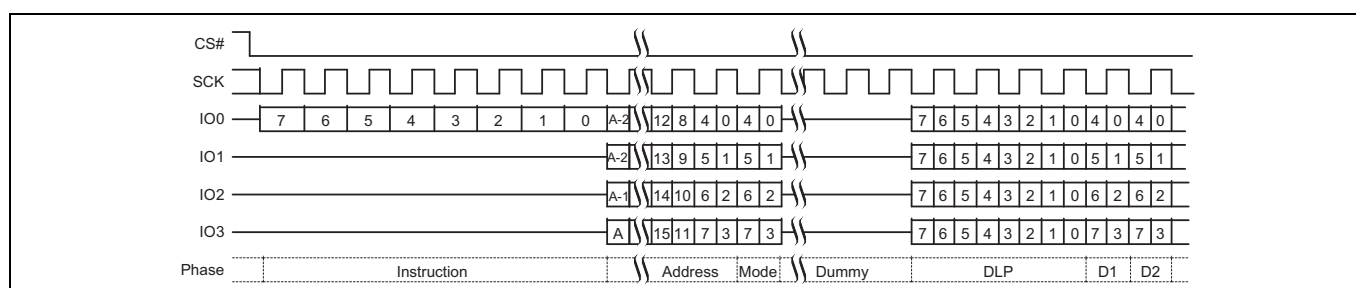 CS#
SCK
IO0 7 6 5 4 3 2 1 0 A-2 12 8 4 0 4 0 7 6 5 4 3 2 1 0 4 0 4 0
IO1 A-2 13 9 5 1 5 1 7 6 5 4 3 2 1 0 5 1 5 1
IO2 A-1 14 10 6 2 6 2 7 6 5 4 3 2 1 0 6 2 6 2
IO3 A 15 11 7 3 7 3 7 6 5 4 3 2 1 0 7 3 7 3
Phase Instruction Address Mode Dummy DLP D1 D2